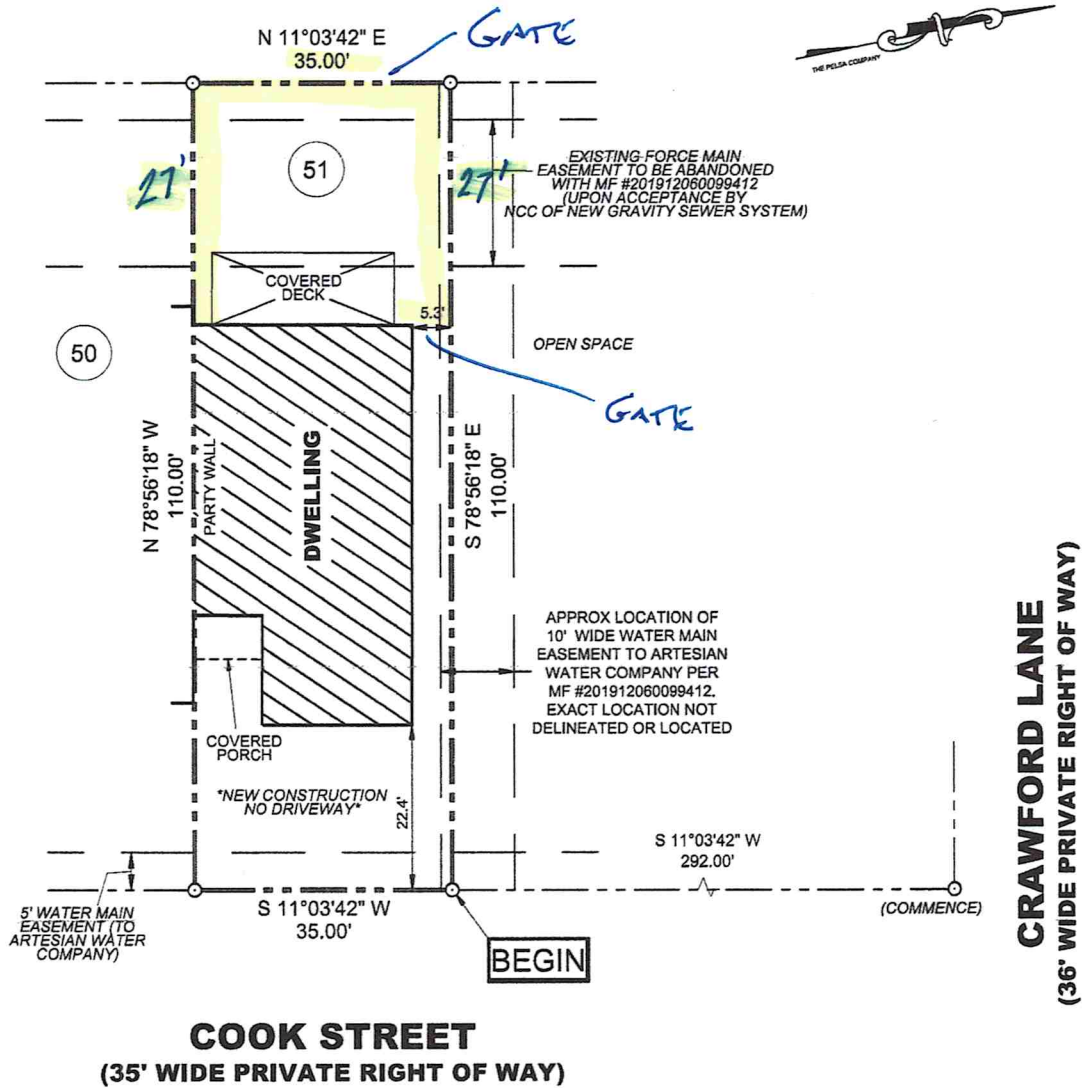 N 11°03'42" E
35.00'
GATE
THE PELSA COMPANY
27'
51
27'
EXISTING FORCE MAIN
EASEMENT TO BE ABANDONED
WITH MF #201912060099412
(UPON ACCEPTANCE BY
NCC OF NEW GRAVITY SEWER SYSTEM)
COVERED
DECK
5.3'
50
OPEN SPACE
GATE
N 78°56'18" W
110.00'
PARTY WALL
DWELLING
S 78°56'18" E
110.00'
APPROX LOCATION OF
10' WIDE WATER MAIN
EASEMENT TO ARTESIAN
WATER COMPANY PER
MF #201912060099412.
EXACT LOCATION NOT
DELINEATED OR LOCATED
COVERED
PORCH
*NEW CONSTRUCTION
NO DRIVEWAY*
22.4'
S 11°03'42" W
292.00'
(COMMENCE)
CRAWFORD LANE
(36' WIDE PRIVATE RIGHT OF WAY)
5' WATER MAIN
EASEMENT (TO
ARTESIAN WATER
COMPANY)
S 11°03'42" W
35.00'
BEGIN
COOK STREET
(35' WIDE PRIVATE RIGHT OF WAY)